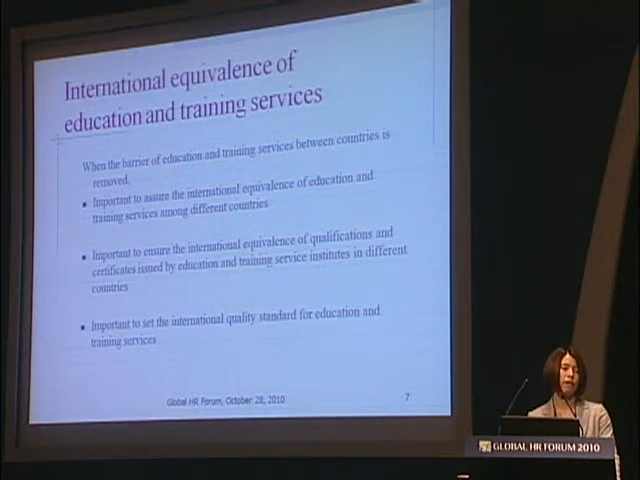 International equivalence of
education and training services
When the barrier of education and training services between countries is
removed,
▪ Important to assure the international equivalence of education and
training services among different countries
▪ Important to ensure the international equivalence of qualifications and
certificates issued by education and training service institutes in different
countries
▪ Important to set the international quality standard for education and
training services
Global HR Forum, October 28, 2010
7
GLOBAL HR FORUM 2010